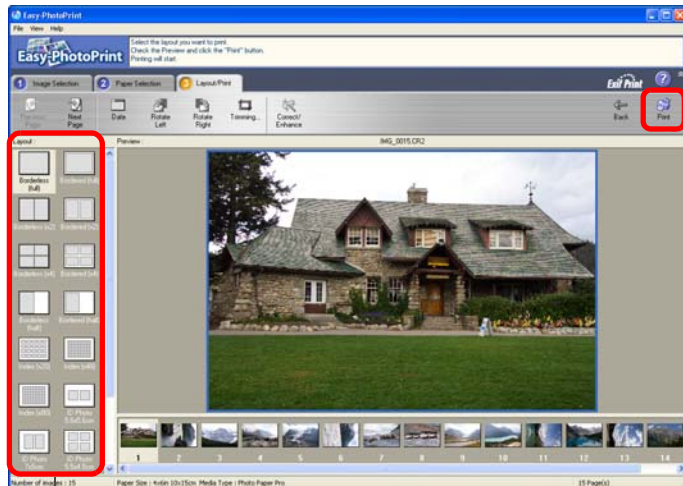 Easy-PhotoPrint
File View Help
Easy-PhotoPrint
Select the layout you want to print.
Check the Preview and click the "Print" button.
Printing will start.
1 Image Selection 2 Paper Selection 3 Layout/Print
Exif Print ?
Previous Page Next Page Date Rotate Left Rotate Right Trimming... Correct/ Enhance Back Print
Layout : Preview : IMG_0015.CR2
Borderless (full) Bordered (full)
Borderless (x2) Bordered (x2)
Borderless (x4) Bordered (x4)
Borderless (half) Bordered (half)
Index (x20) Index (x40)
Index (x80) ID Photo
ID Photo ID Photo
1 2 3 4 5 6 7 8 9 10 11 12 13 14
Number of images : 15 Paper Size : 4x6in 10x15cm Media Type : Photo Paper Pro 15 Page(s)